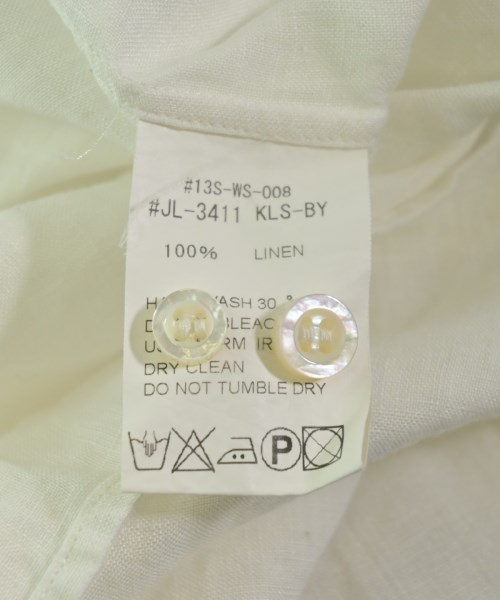 #13S-WS-008
#JL-3411 KLS-BY
100% LINEN
WASH 30
DRY CLEAN
DO NOT TUMBLE DRY
P